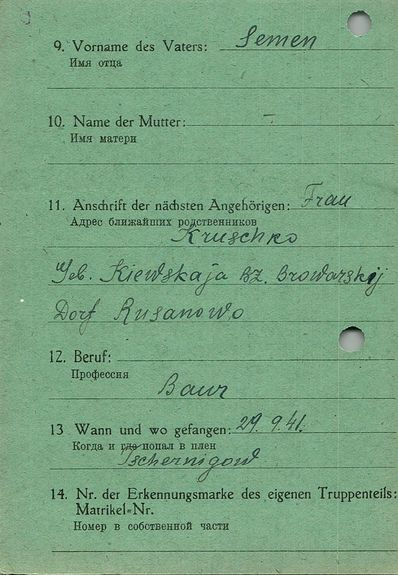 9. Vorname des Vaters: Semen
Имя отца
10. Name der Mutter: —
Имя матери
11. Anschrift der nächsten Angehörigen: Frau
Адрес ближайших родственников
Kruschko
Geb. Kiewskaja Bz. Browarskij
Dorf Rusanowo
12. Beruf:
Профессия
Baur
13 Wann und wo gefangen: 29. 9. 41.
Когда и где попал в плен
Tschernigow
14. Nr. der Erkennungsmarke des eigenen Truppenteils:
Matrikel=Nr.
Номер в собственной части